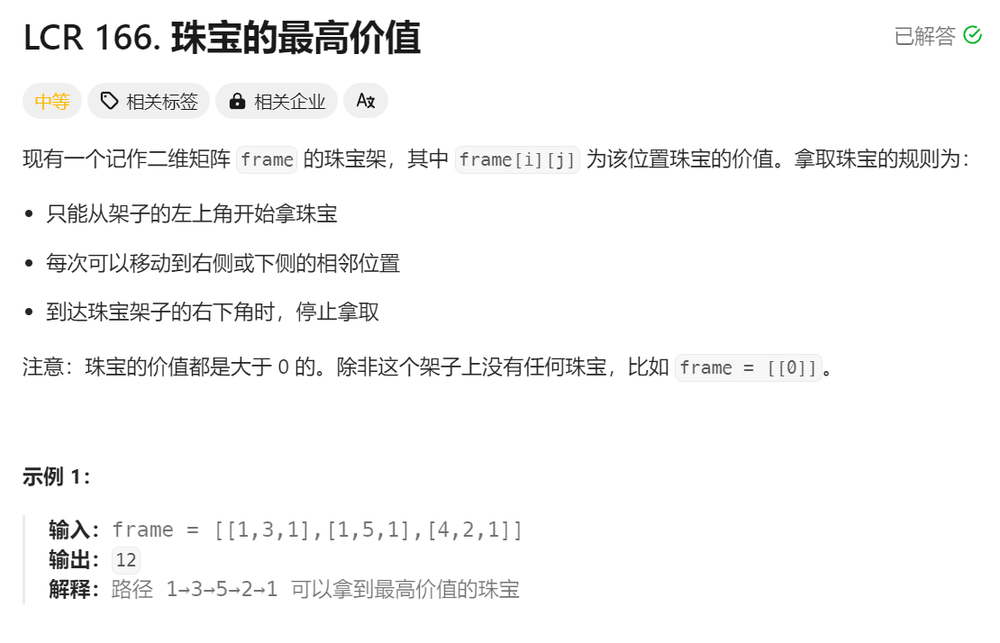 LCR 166. 珠宝的最高价值
已解答
中等 相关标签 相关企业 A文
现有一个记作二维矩阵 frame 的珠宝架，其中 frame[i][j] 为该位置珠宝的价值。拿取珠宝的规则为：
• 只能从架子的左上角开始拿珠宝
• 每次可以移动到右侧或下侧的相邻位置
• 到达珠宝架子的右下角时，停止拿取
注意：珠宝的价值都是大于 0 的。除非这个架子上没有任何珠宝，比如 frame = [[0]]。
示例 1：
输入：frame = [[1,3,1],[1,5,1],[4,2,1]]
输出：12
解释：路径 1→3→5→2→1 可以拿到最高价值的珠宝